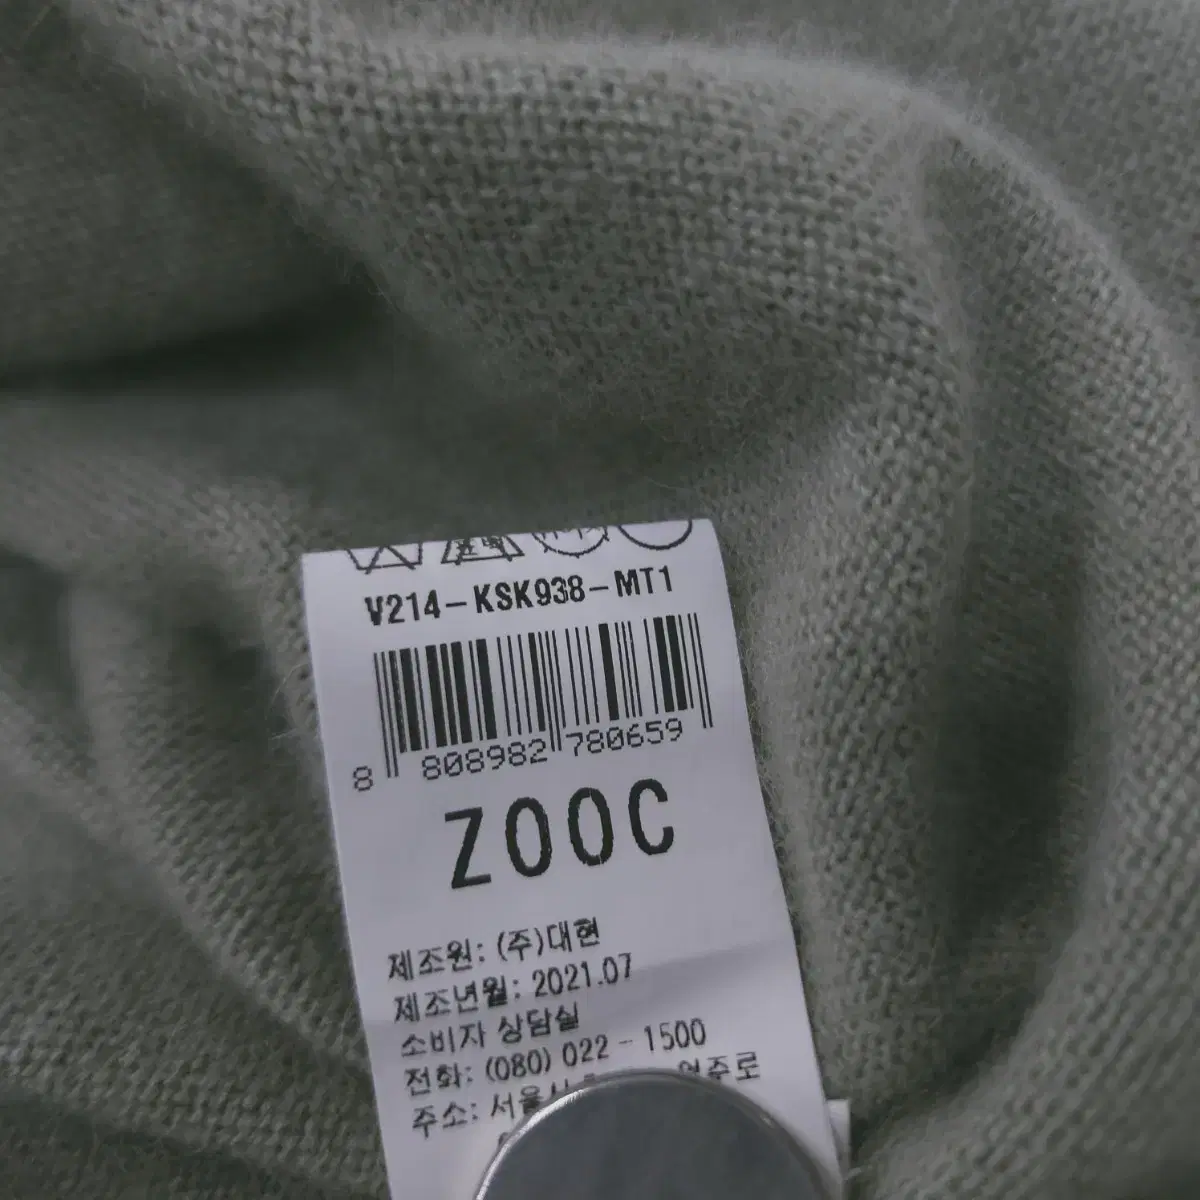 V214-KSK938-MT1
8 808982 780659
ZOOC
제조원: (주)대현
제조년월: 2021.07
소비자 상담실
전화: (080) 022-1500
주소: 서울시